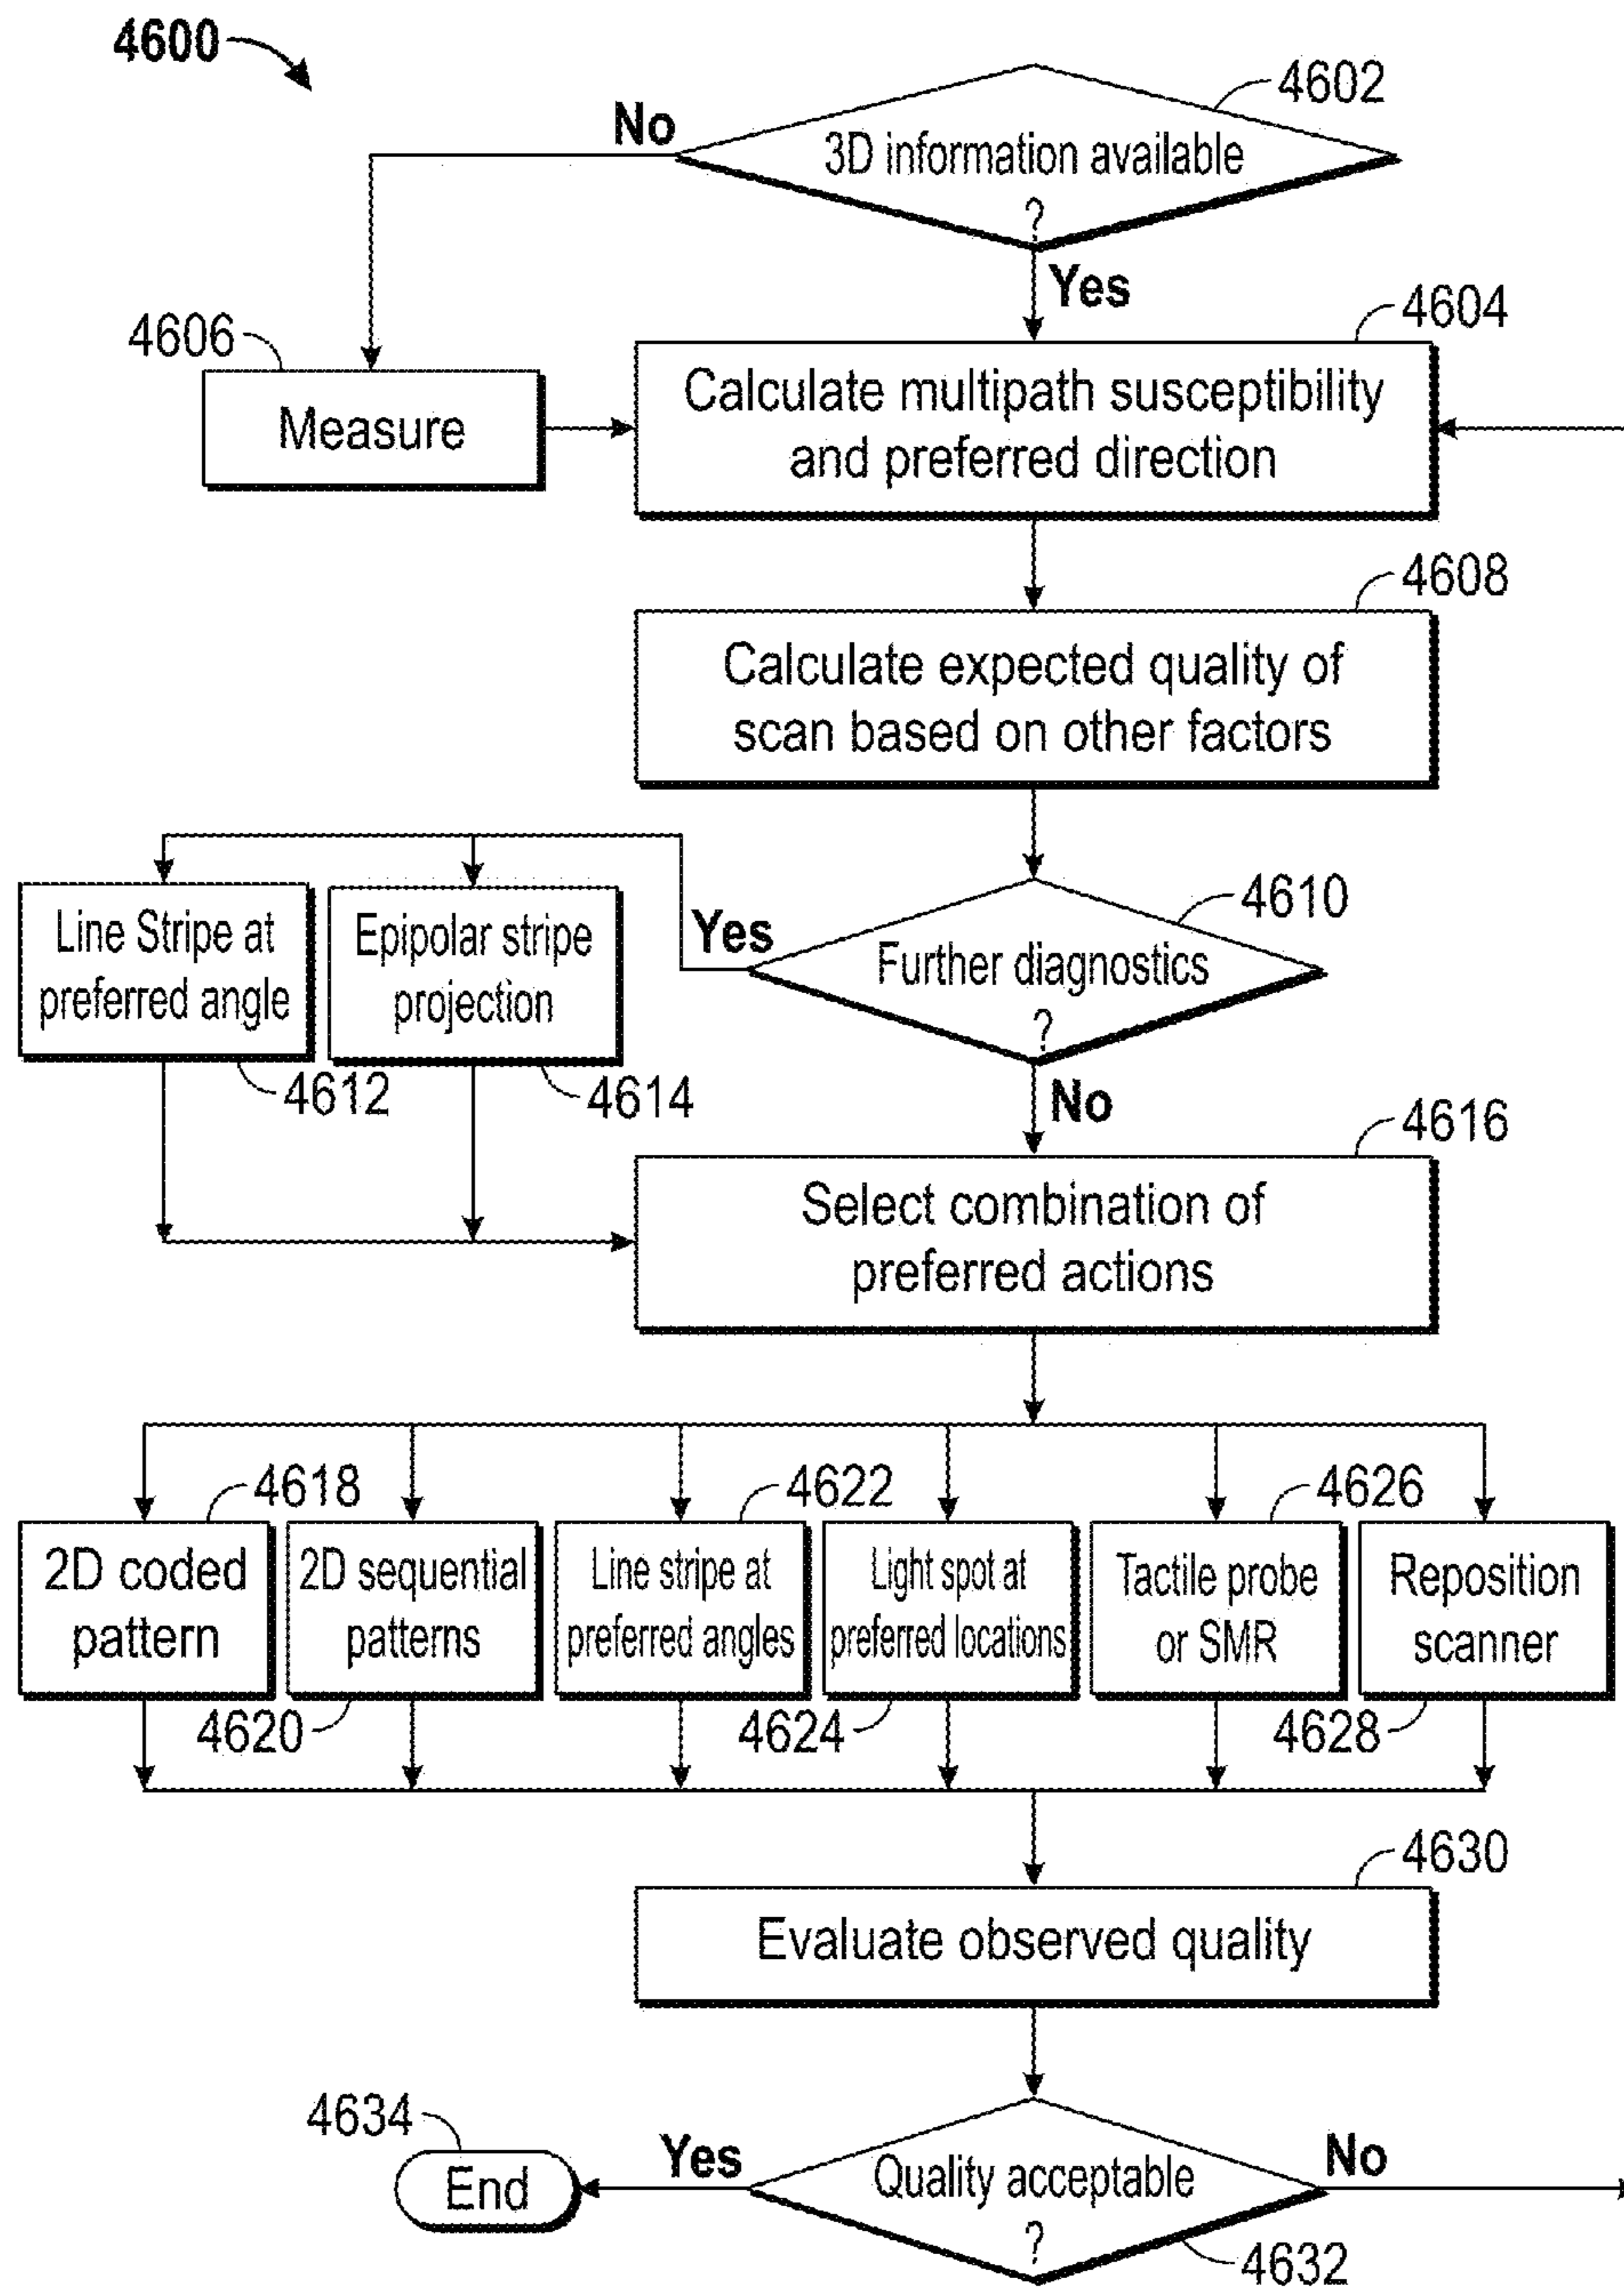 4600
4602
No
3D information available
?
Yes
4604
4606
Measure
Calculate multipath susceptibility
and preferred direction
4608
Calculate expected quality of
scan based on other factors
4610
Yes
Further diagnostics
?
Line Stripe at
preferred angle
Epipolar stripe
projection
4612
4614
No
4616
Select combination of
preferred actions
4618
4622
4626
2D coded
pattern
2D sequential
patterns
Line stripe at
preferred angles
Light spot at
preferred locations
Tactile probe
or SMR
Reposition
scanner
4620
4624
4628
4630
Evaluate observed quality
4634
End
Yes
Quality acceptable
?
No
4632